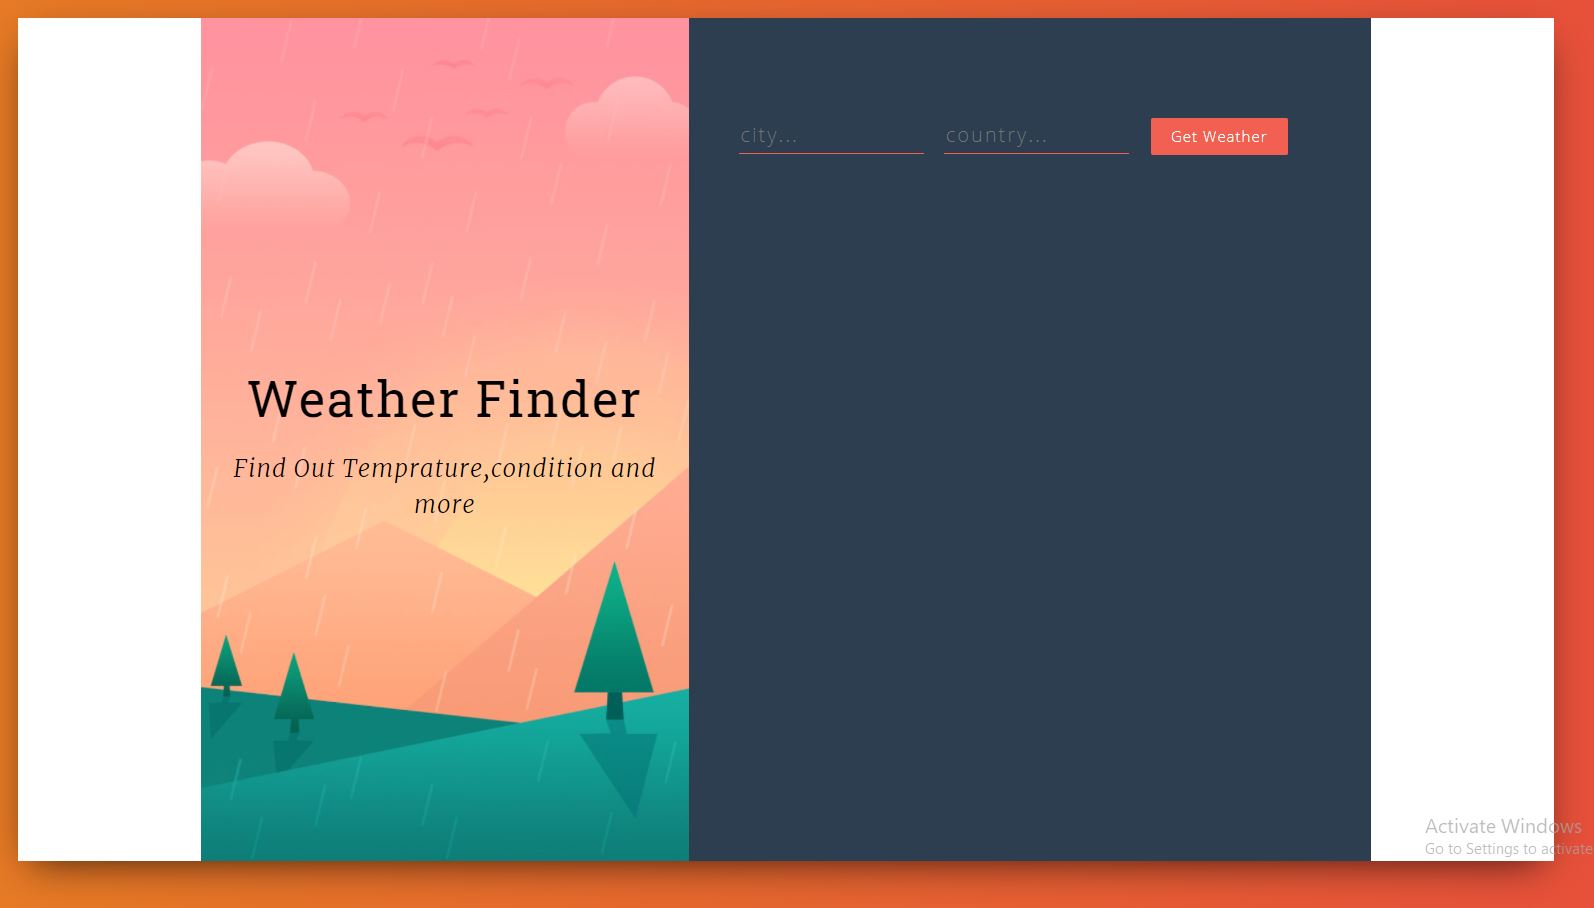 city...
country...
Get Weather
Weather Finder
Find Out Temprature,condition and
more
Activate Windows
Go to Settings to activate